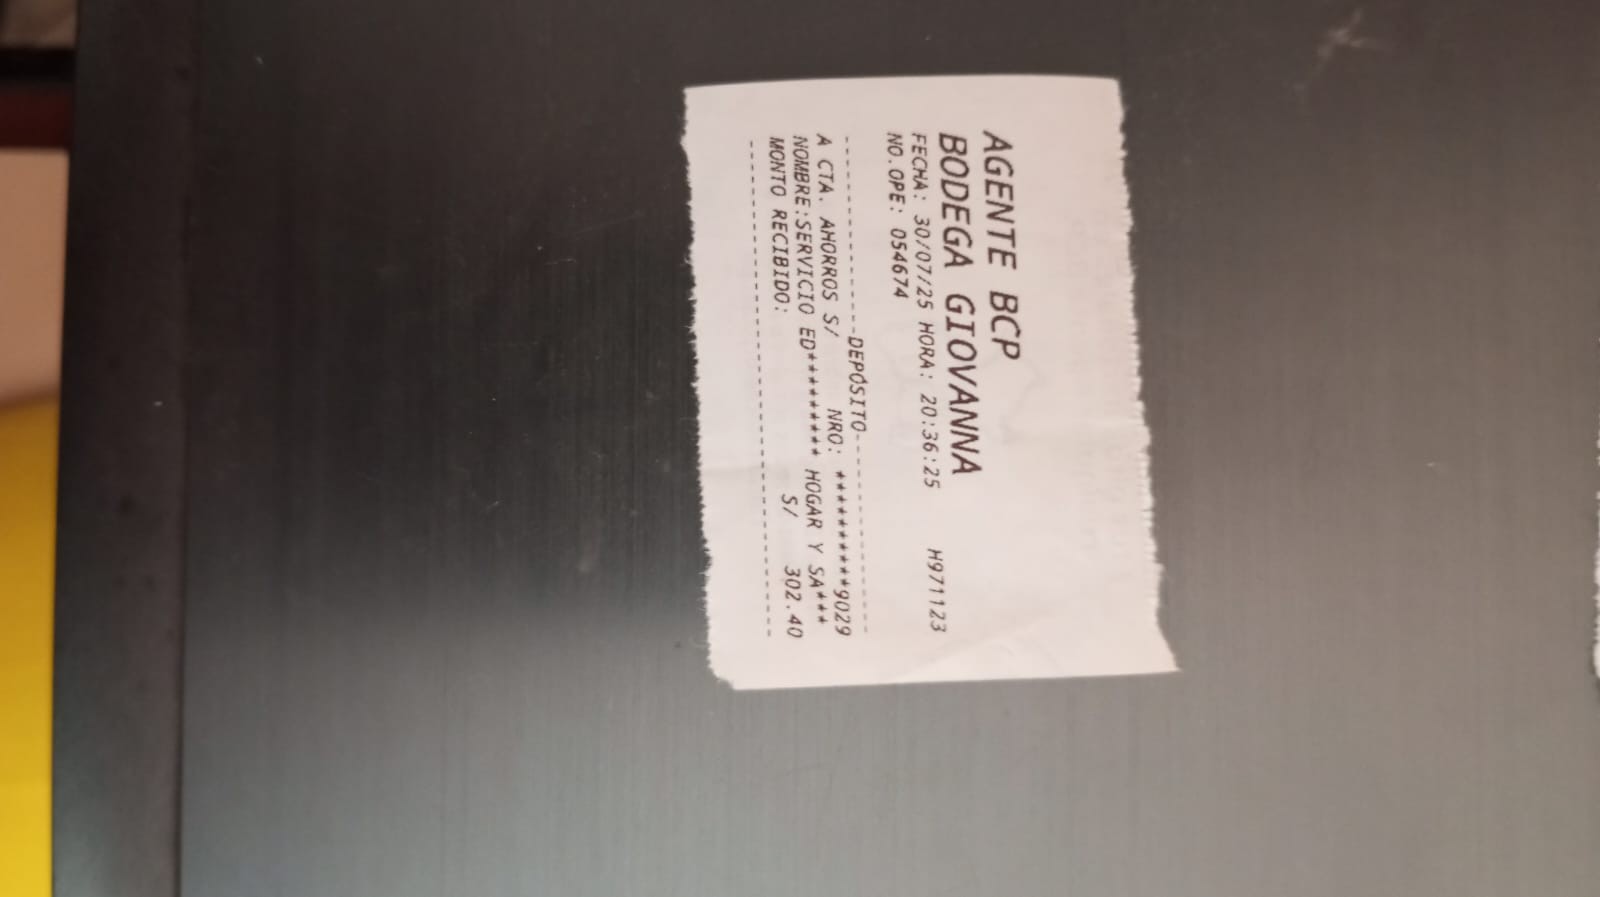 AGENTE BCP
BODEGA GIOVANNA
FECHA: 30/07/25 HORA: 20:36:25 H971123
NO.OPE: 054674
--------------------DEPÓSITO--------------------
A CTA. AHORROS S/ NRO: **********9029
NOMBRE:SERVICIO ED********* HOGAR Y SA***
MONTO RECIBIDO: S/ 302.40
------------------------------------------------